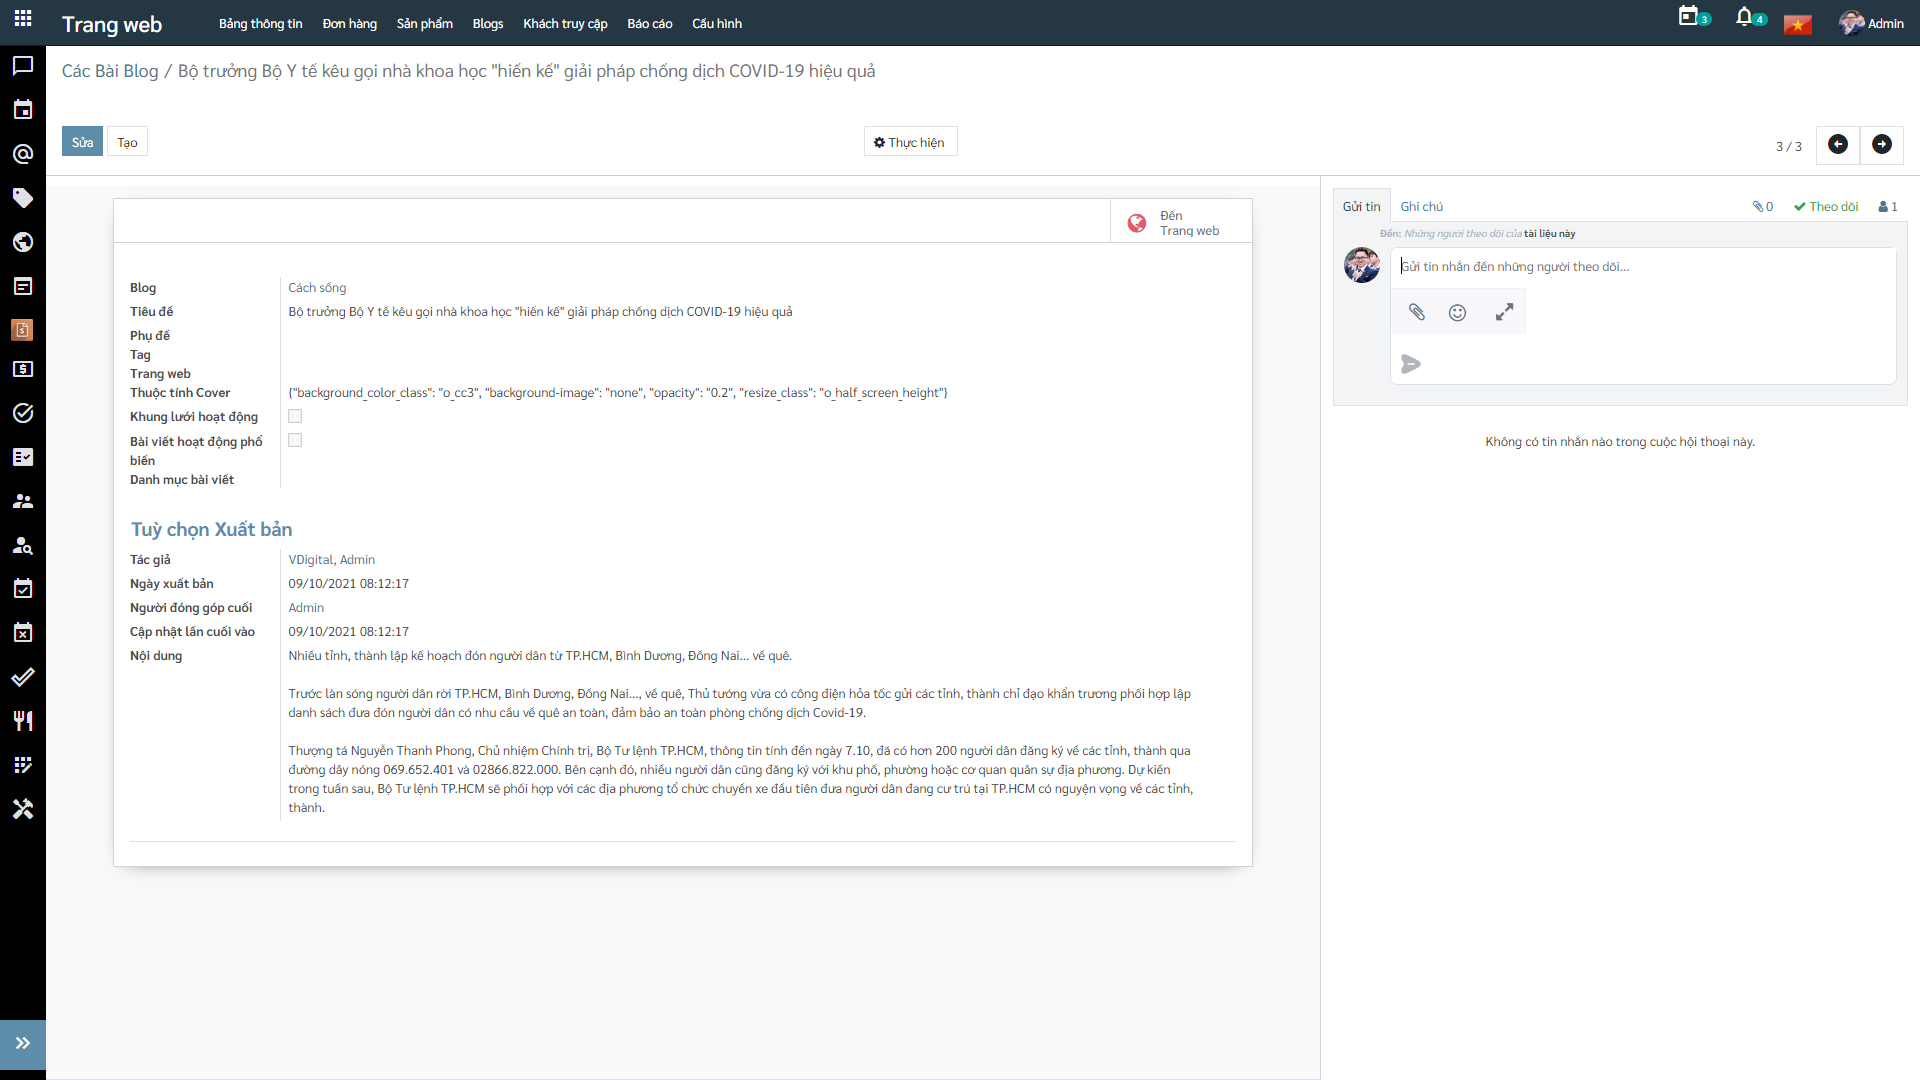 Trang web
Bảng thông tin
Đơn hàng
Sản phẩm
Blogs
Khách truy cập
Báo cáo
Cấu hình
3
4
Admin
Các Bài Blog / Bộ trưởng Bộ Y tế kêu gọi nhà khoa học "hiến kế" giải pháp chống dịch COVID-19 hiệu quả
Sửa
Tạo
Thực hiện
3 / 3
Đến
Trang web
Blog
Cách sống
Tiêu đề
Bộ trưởng Bộ Y tế kêu gọi nhà khoa học "hiến kế" giải pháp chống dịch COVID-19 hiệu quả
Phụ đề
Tag
Trang web
Thuộc tính Cover
{"background_color_class": "o_cc3", "background-image": "none", "opacity": "0.2", "resize_class": "o_half_screen_height"}
Khung lưới hoạt động
Bài viết hoạt động phổ
biến
Danh mục bài viết
Tuỳ chọn Xuất bản
Tác giả
VDigital, Admin
Ngày xuất bản
09/10/2021 08:12:17
Người đóng góp cuối
Admin
Cập nhật lần cuối vào
09/10/2021 08:12:17
Nội dung
Nhiều tỉnh, thành lập kế hoạch đón người dân từ TP.HCM, Bình Dương, Đồng Nai... về quê.
Trước làn sóng người dân rời TP.HCM, Bình Dương, Đồng Nai..., về quê, Thủ tướng vừa có công điện hỏa tốc gửi các tỉnh, thành chỉ đạo khẩn trương phối hợp lập
danh sách đưa đón người dân có nhu cầu về quê an toàn, đảm bảo an toàn phòng chống dịch Covid-19.
Thượng tá Nguyễn Thanh Phong, Chủ nhiệm Chính trị, Bộ Tư lệnh TP.HCM, thông tin tính đến ngày 7.10, đã có hơn 200 người dân đăng ký về các tỉnh, thành qua
đường dây nóng 069.652.401 và 02866.822.000. Bên cạnh đó, nhiều người dân cũng đăng ký với khu phố, phường hoặc cơ quan quân sự địa phương. Dự kiến
trong tuần sau, Bộ Tư lệnh TP.HCM sẽ phối hợp với các địa phương tổ chức chuyến xe đầu tiên đưa người dân đang cư trú tại TP.HCM có nguyện vọng về các tỉnh,
thành.
Gửi tin
Ghi chú
0
Theo dõi
1
Đến: Những người theo dõi của tài liệu này
Gửi tin nhắn đến những người theo dõi...
Không có tin nhắn nào trong cuộc hội thoại này.